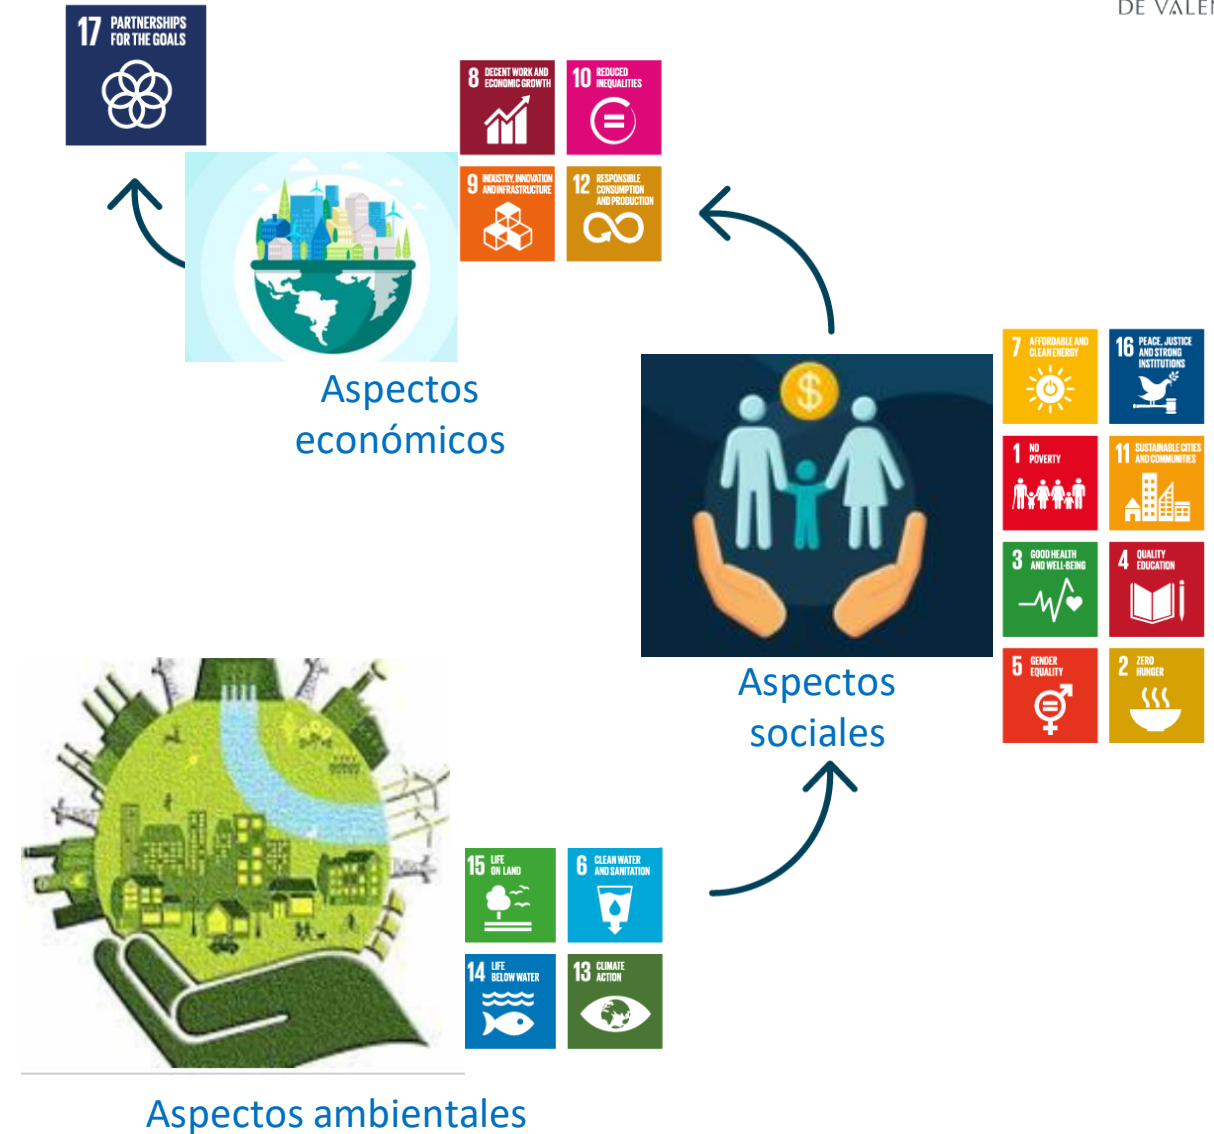 DE VALEN
17 PARTNERSHIPS
FOR THE GOALS
8 DECENT WORK AND
ECONOMIC GROWTH
10 REDUCED
INEQUALITIES
9 INDUSTRY, INNOVATION
AND INFRASTRUCTURE
12 RESPONSIBLE
CONSUMPTION
AND PRODUCTION
Aspectos
económicos
7 AFFORDABLE AND
CLEAN ENERGY
16 PEACE, JUSTICE
AND STRONG
INSTITUTIONS
$
1 NO
POVERTY
11 SUSTAINABLE CITIES
AND COMMUNITIES
3 GOOD HEALTH
AND WELL-BEING
4 QUALITY
EDUCATION
5 GENDER
EQUALITY
2 ZERO
HUNGER
Aspectos
sociales
15 LIFE
ON LAND
6 CLEAN WATER
AND SANITATION
14 LIFE
BELOW WATER
13 CLIMATE
ACTION
Aspectos ambientales